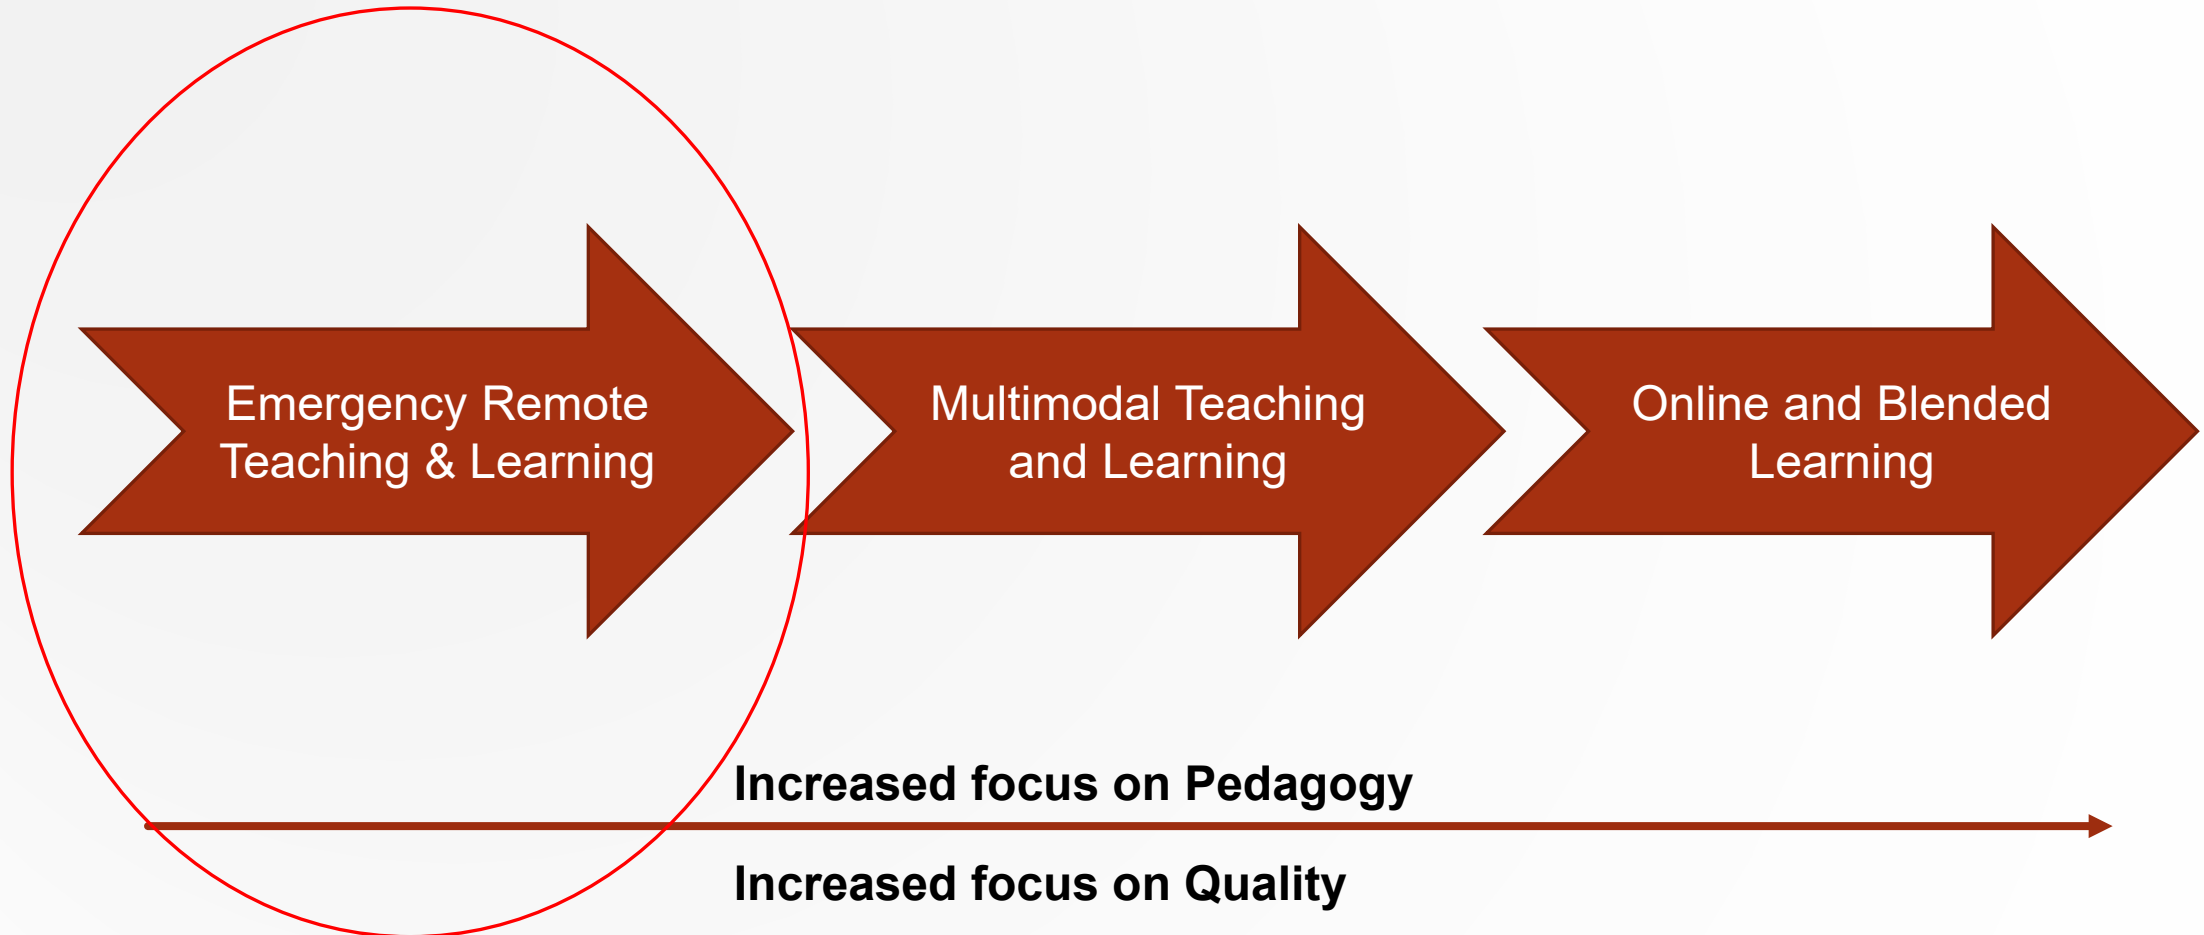 Emergency Remote
Teaching & Learning
Multimodal Teaching
and Learning
Online and Blended
Learning
Increased focus on Pedagogy
Increased focus on Quality